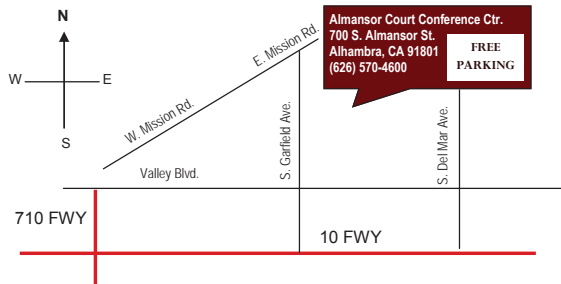 N
W
E
S
Almansor Court Conference Ctr.
700 S. Almansor St.
Alhambra, CA 91801
(626) 570-4600
FREE
PARKING
E. Mission Rd.
W. Mission Rd.
S. Garfield Ave.
S. Del Mar Ave.
Valley Blvd.
710 FWY
10 FWY